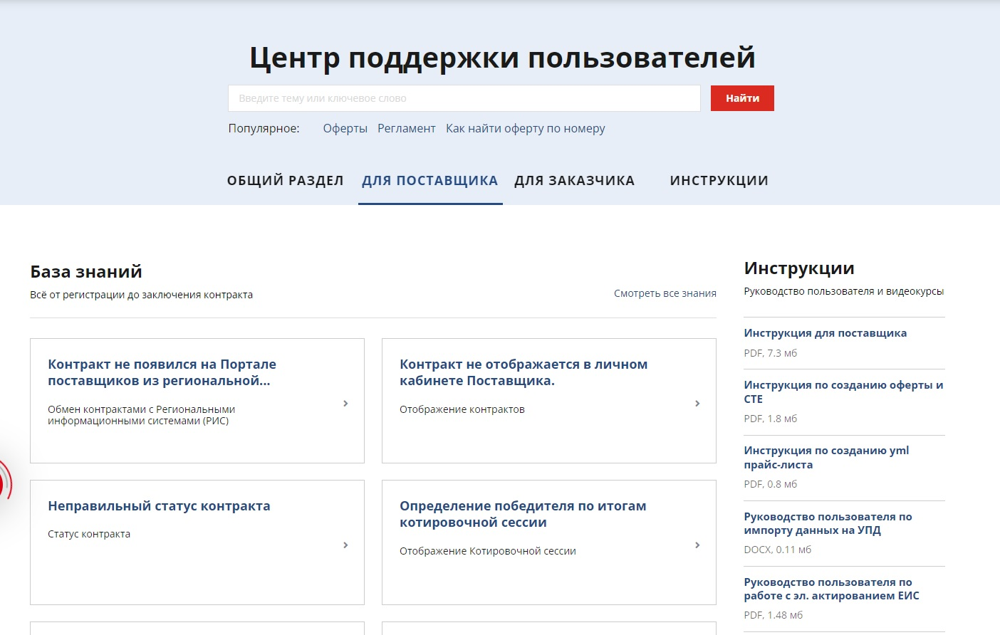 Центр поддержки пользователей
Введите тему или ключевое слово
Найти
Популярное: Оферты Регламент Как найти оферту по номеру
ОБЩИЙ РАЗДЕЛ ДЛЯ ПОСТАВЩИКА ДЛЯ ЗАКАЗЧИКА ИНСТРУКЦИИ
База знаний
Всё от регистрации до заключения контракта
Смотреть все знания
Контракт не появился на Портале
поставщиков из региональной...
Обмен контрактами с Региональными
информационными системами (РИС)
Контракт не отображается в личном
кабинете Поставщика.
Отображение контрактов
Неправильный статус контракта
Статус контракта
Определение победителя по итогам
котировочной сессии
Отображение Котировочной сессии
Инструкции
Руководство пользователя и видеокурсы
Инструкция для поставщика
PDF, 7.3 мб
Инструкция по созданию оферты и
СТЕ
PDF, 1.8 мб
Инструкция по созданию yml
прайс-листа
PDF, 0.8 мб
Руководство пользователя по
импорту данных на УПД
DOCX, 0.11 мб
Руководство пользователя по
работе с эл. актированием ЕИС
PDF, 1.48 мб